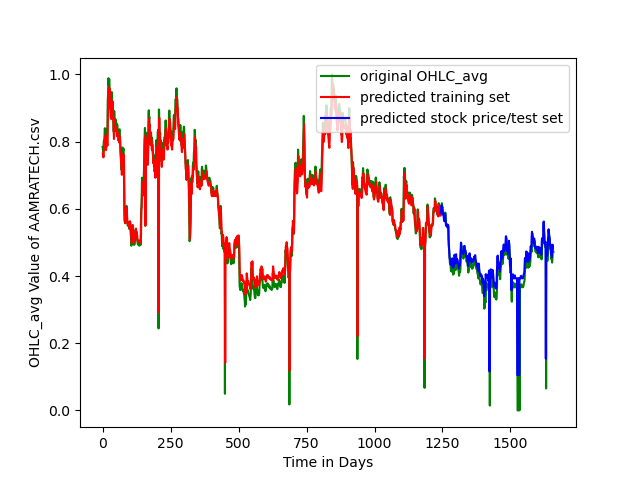 original OHLC_avg
predicted training set
predicted stock price/test set
OHLC_avg Value of AAMRATECH.csv
1.0
0.8
0.6
0.4
0.2
0.0
0 250 500 750 1000 1250 1500
Time in Days